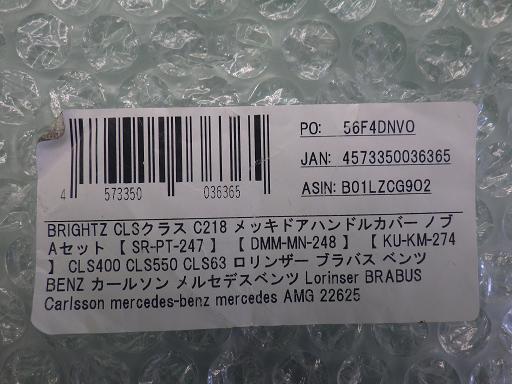 PO: 56F4DNVO
JAN: 4573350036365
ASIN: B01LZCG9O2
4 573350 036365
BRIGHTZ CLSクラス C218 メッキドアハンドルカバー ノブ
Aセット 【 SR-PT-247 】 【 DMM-MN-248 】 【 KU-KM-274
】 CLS400 CLS550 CLS63 ロリンザー ブラバス ベンツ
BENZ カールソン メルセデスベンツ Lorinser BRABUS
Carlsson mercedes-benz mercedes AMG 22625